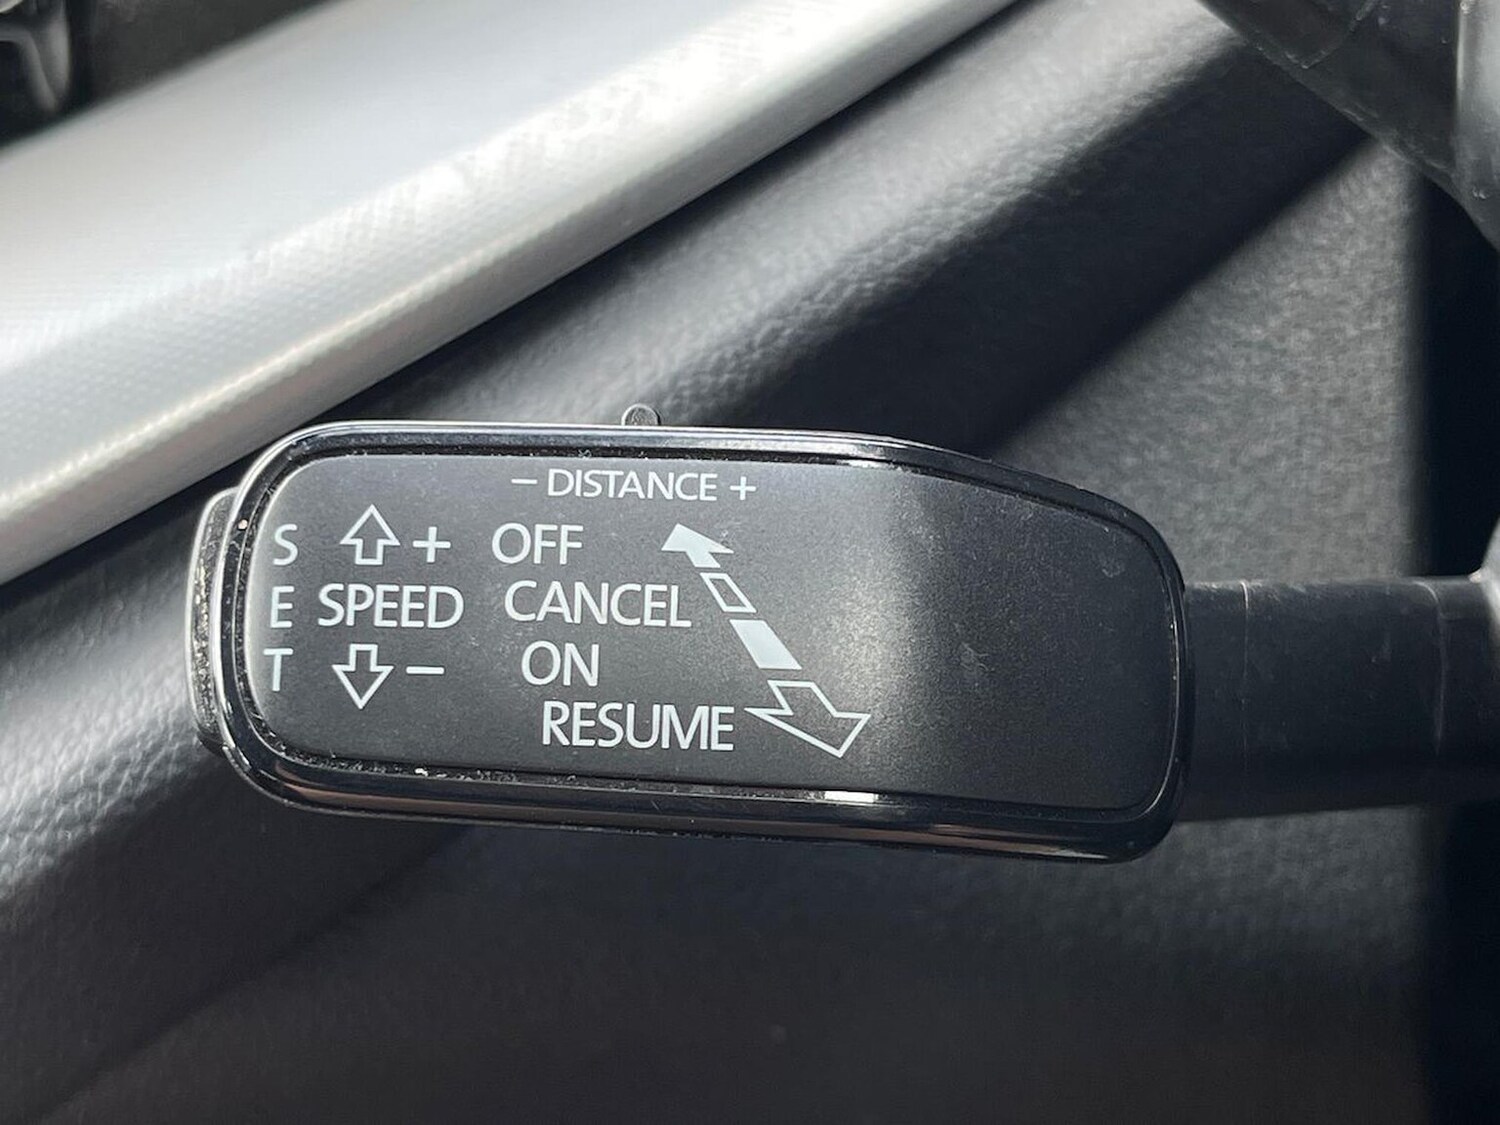 − DISTANCE +
S + OFF
E SPEED CANCEL
T − ON
RESUME